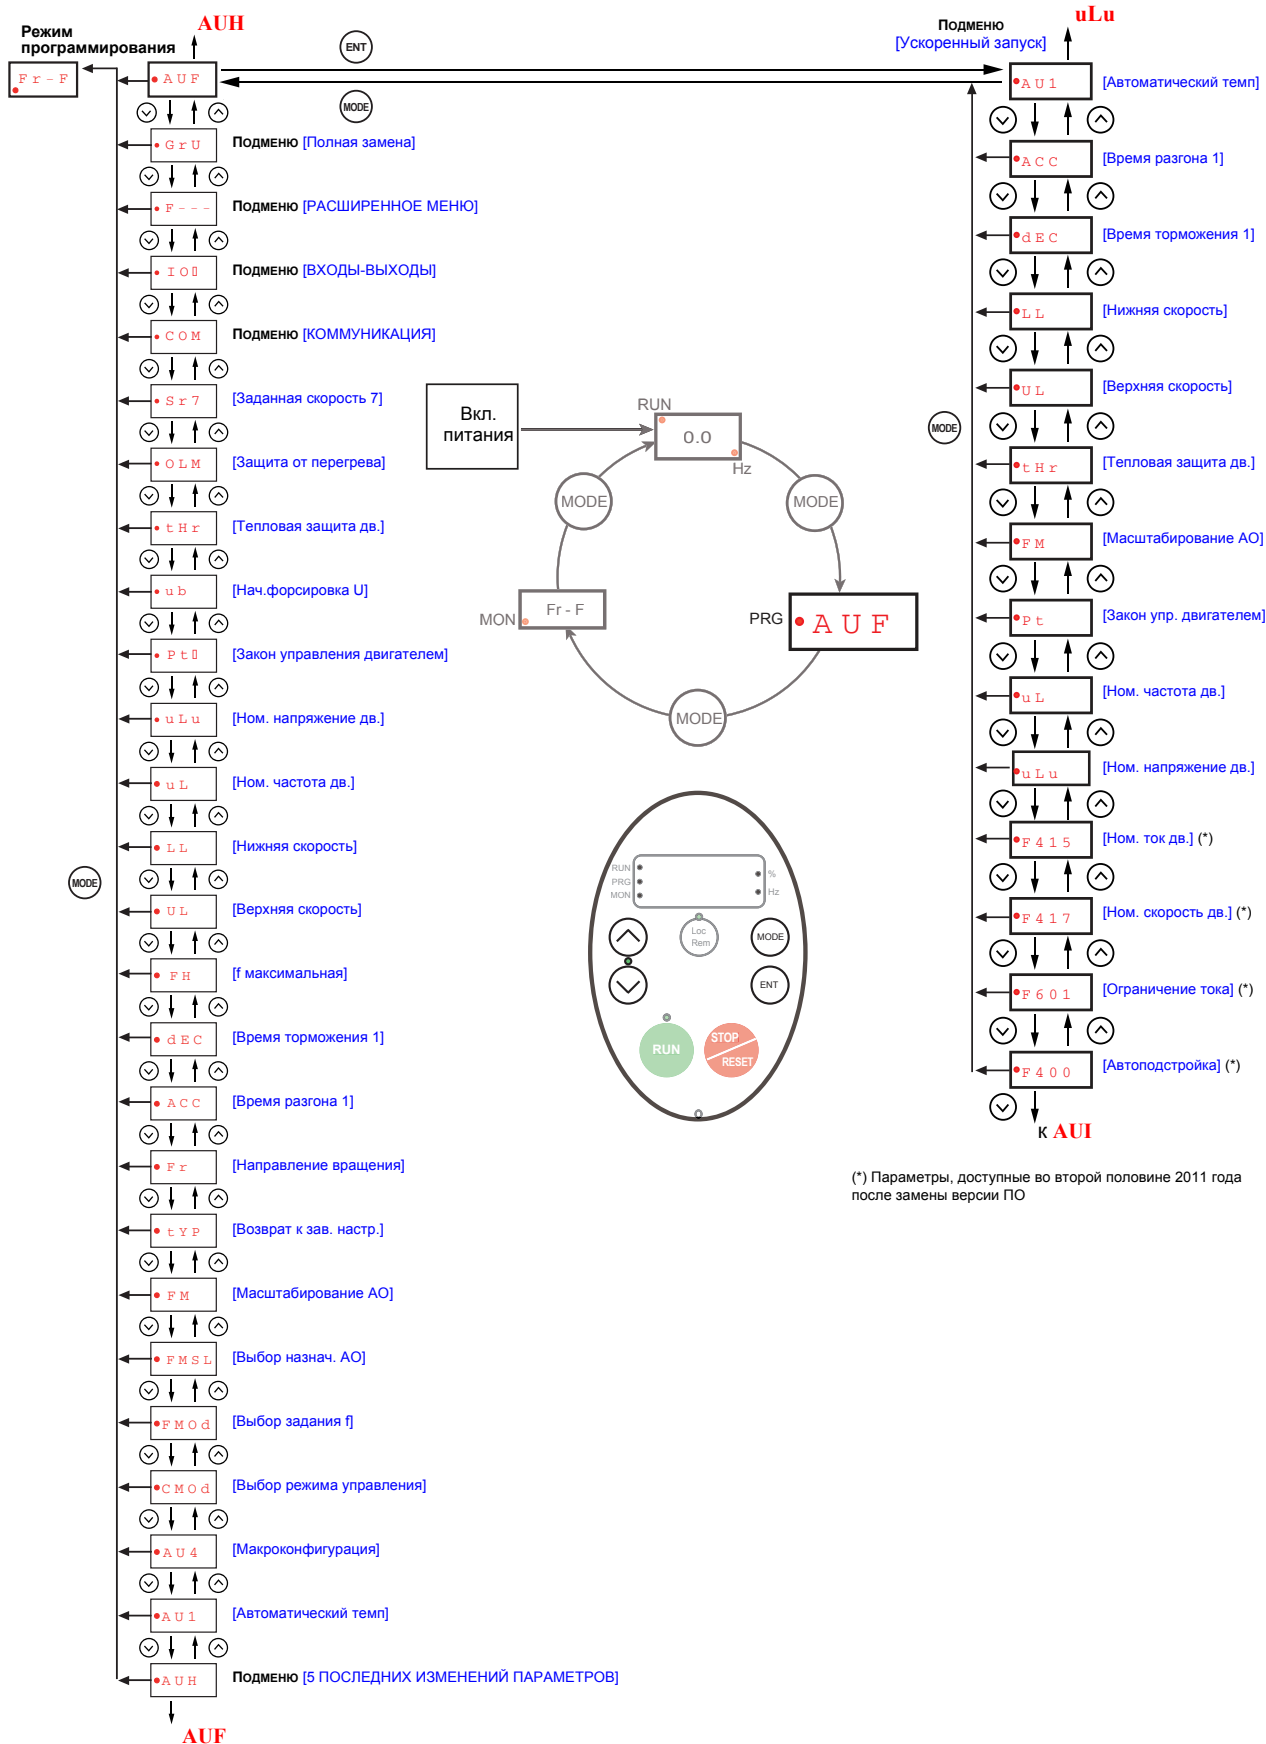 Режим
программирования
AUH
Fr-F
AUF
ENT
MODE
GrU
Подменю [Полная замена]
F---
Подменю [РАСШИРЕННОЕ МЕНЮ]
IO
Подменю [ВХОДЫ-ВЫХОДЫ]
COM
Подменю [КОММУНИКАЦИЯ]
Sr7
[Заданная скорость 7]
OLM
[Защита от перегрева]
tHr
[Тепловая защита дв.]
ub
[Нач.форсировка U]
Pt
[Закон управления двигателем]
uLu
[Ном. напряжение дв.]
uL
[Ном. частота дв.]
LL
[Нижняя скорость]
MODE
UL
[Верхняя скорость]
FH
[f максимальная]
dEC
[Время торможения 1]
ACC
[Время разгона 1]
Fr
[Направление вращения]
tYP
[Возврат к зав. настр.]
FM
[Масштабирование АО]
FMSL
[Выбор назнач. АО]
FMOd
[Выбор задания f]
CMOd
[Выбор режима управления]
AU4
[Макроконфигурация]
AU1
[Автоматический темп]
AUH
Подменю [5 ПОСЛЕДНИХ ИЗМЕНЕНИЙ ПАРАМЕТРОВ]
AUF
Вкл.
питания
RUN
0.0
Hz
MODE
MODE
MON
Fr - F
PRG
AUF
MODE
RUN
PRG
MON
%
Hz
Loc
Rem
MODE
ENT
RUN
STOP
RESET
Подменю
[Ускоренный запуск]
uLu
AU1
[Автоматический темп]
ACC
[Время разгона 1]
dEC
[Время торможения 1]
LL
[Нижняя скорость]
UL
[Верхняя скорость]
MODE
tHr
[Тепловая защита дв.]
FM
[Масштабирование АО]
Pt
[Закон упр. двигателем]
uL
[Ном. частота дв.]
uLu
[Ном. напряжение дв.]
F415
[Ном. ток дв.] (*)
F417
[Ном. скорость дв.] (*)
F601
[Ограничение тока] (*)
F400
[Автоподстройка] (*)
К AUI
(*) Параметры, доступные во второй половине 2011 года
после замены версии ПО